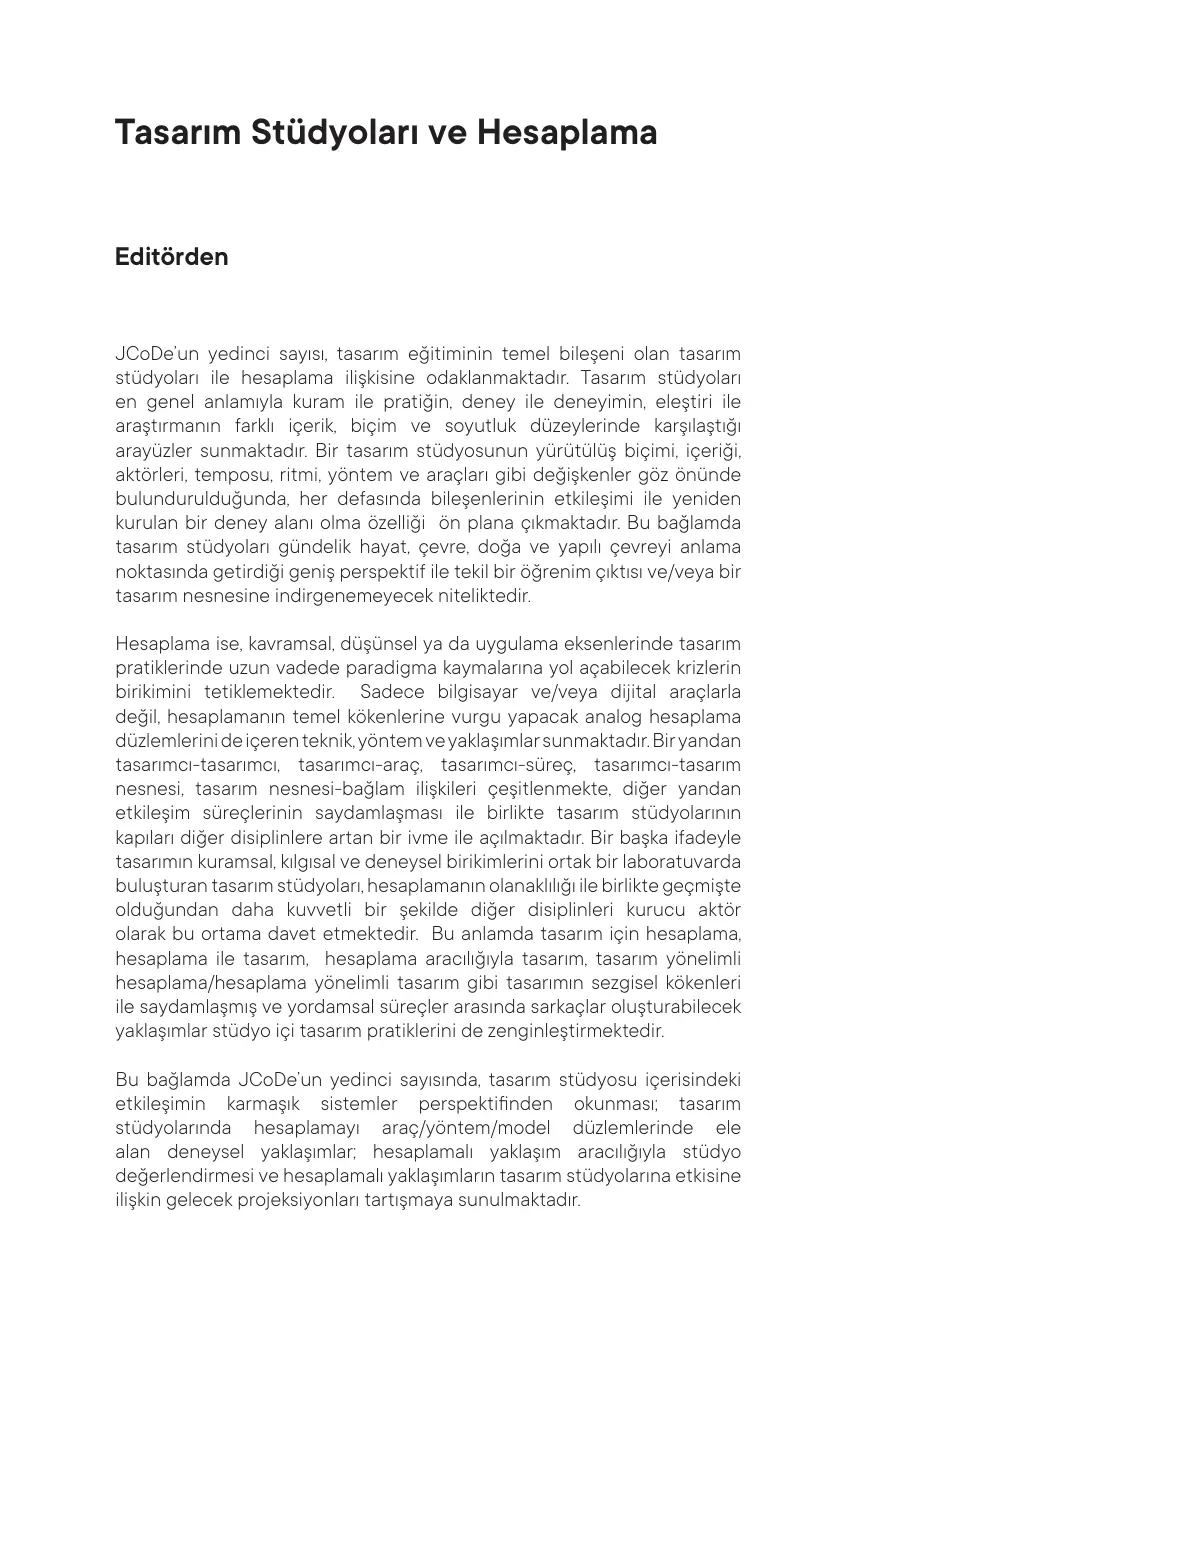 Tasarım Stüdyoları ve Hesaplama
Editörden
JCoDe’un yedinci sayısı, tasarım eğitiminin temel bileşeni olan tasarım
stüdyoları ile hesaplama ilişkisine odaklanmaktadır. Tasarım stüdyoları
en genel anlamıyla kuram ile pratiğin, deney ile deneyimin, eleştiri ile
araştırmanın farklı içerik, biçim ve soyutluk düzeylerinde karşılaştığı
arayüzler sunmaktadır. Bir tasarım stüdyosunun yürütülüş biçimi, içeriği,
aktörleri, temposu, ritmi, yöntem ve araçları gibi değişkenler göz önünde
bulundurulduğunda, her defasında bileşenlerinin etkileşimi ile yeniden
kurulan bir deney alanı olma özelliği  ön plana çıkmaktadır. Bu bağlamda
tasarım stüdyoları gündelik hayat, çevre, doğa ve yapılı çevreyi anlama
noktasında getirdiği geniş perspektif ile tekil bir öğrenim çıktısı ve/veya bir
tasarım nesnesine indirgenemeyecek niteliktedir.
Hesaplama ise, kavramsal, düşünsel ya da uygulama eksenlerinde tasarım
pratiklerinde uzun vadede paradigma kaymalarına yol açabilecek krizlerin
birikimini tetiklemektedir.  Sadece bilgisayar ve/veya dijital araçlarla
değil, hesaplamanın temel kökenlerine vurgu yapacak analog hesaplama
düzlemlerini de içeren teknik, yöntem ve yaklaşımlar sunmaktadır. Bir yandan
tasarımcı-tasarımcı, tasarımcı-araç, tasarımcı-süreç, tasarımcı-tasarım
nesnesi, tasarım nesnesi-bağlam ilişkileri çeşitlenmekte, diğer yandan
etkileşim süreçlerinin saydamlaşması ile birlikte tasarım stüdyolarının
kapıları diğer disiplinlere artan bir ivme ile açılmaktadır. Bir başka ifadeyle
tasarımın kuramsal, kılgısal ve deneysel birikimlerini ortak bir laboratuvarda
buluşturan tasarım stüdyoları, hesaplamanın olanaklılığı ile birlikte geçmişte
olduğundan daha kuvvetli bir şekilde diğer disiplinleri kurucu aktör
olarak bu ortama davet etmektedir.  Bu anlamda tasarım için hesaplama,
hesaplama ile tasarım,  hesaplama aracılığıyla tasarım, tasarım yönelimli
hesaplama/hesaplama yönelimli tasarım gibi tasarımın sezgisel kökenleri
ile saydamlaşmış ve yordamsal süreçler arasında sarkaçlar oluşturabilecek
yaklaşımlar stüdyo içi tasarım pratiklerini de zenginleştirmektedir.
Bu bağlamda JCoDe’un yedinci sayısında, tasarım stüdyosu içerisindeki
etkileşimin karmaşık sistemler perspektifinden okunması; tasarım
stüdyolarında hesaplamayı araç/yöntem/model düzlemlerinde ele
alan deneysel yaklaşımlar; hesaplamalı yaklaşım aracılığıyla stüdyo
değerlendirmesi ve hesaplamalı yaklaşımların tasarım stüdyolarına etkisine
ilişkin gelecek projeksiyonları tartışmaya sunulmaktadır.